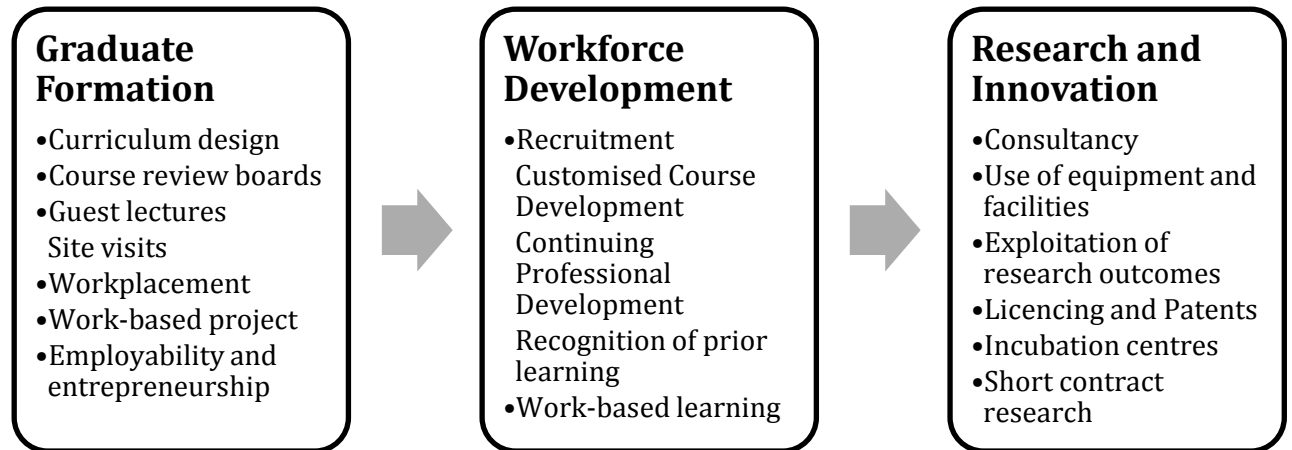 Graduate
Formation
•Curriculum design
•Course review boards
•Guest lectures
Site visits
•Workplacement
•Work-based project
•Employability and
entrepreneurship
Workforce
Development
•Recruitment
Customised Course
Development
Continuing
Professional
Development
Recognition of prior
learning
•Work-based learning
Research and
Innovation
•Consultancy
•Use of equipment and
facilities
•Exploitation of
research outcomes
•Licencing and Patents
•Incubation centres
•Short contract
research